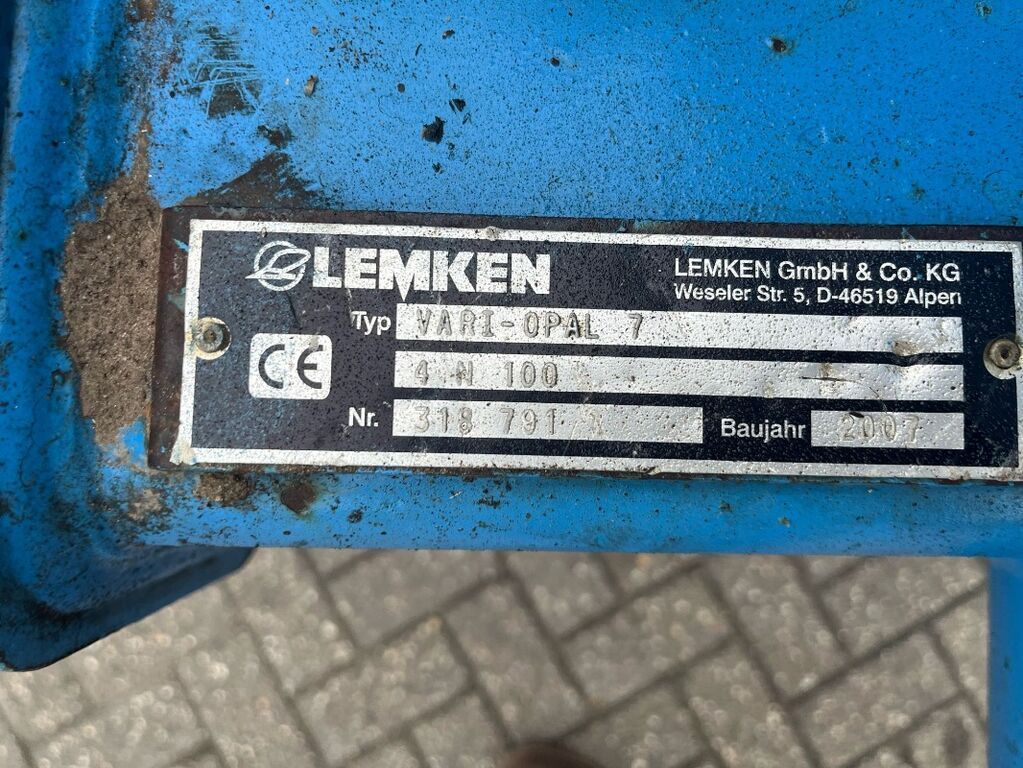 LEMKEN
LEMKEN GmbH & Co. KG
Weseler Str. 5, D-46519 Alpen
Typ VARI-OPAL 7
4 N 100
CE
Nr. 318 791 Baujahr 2007